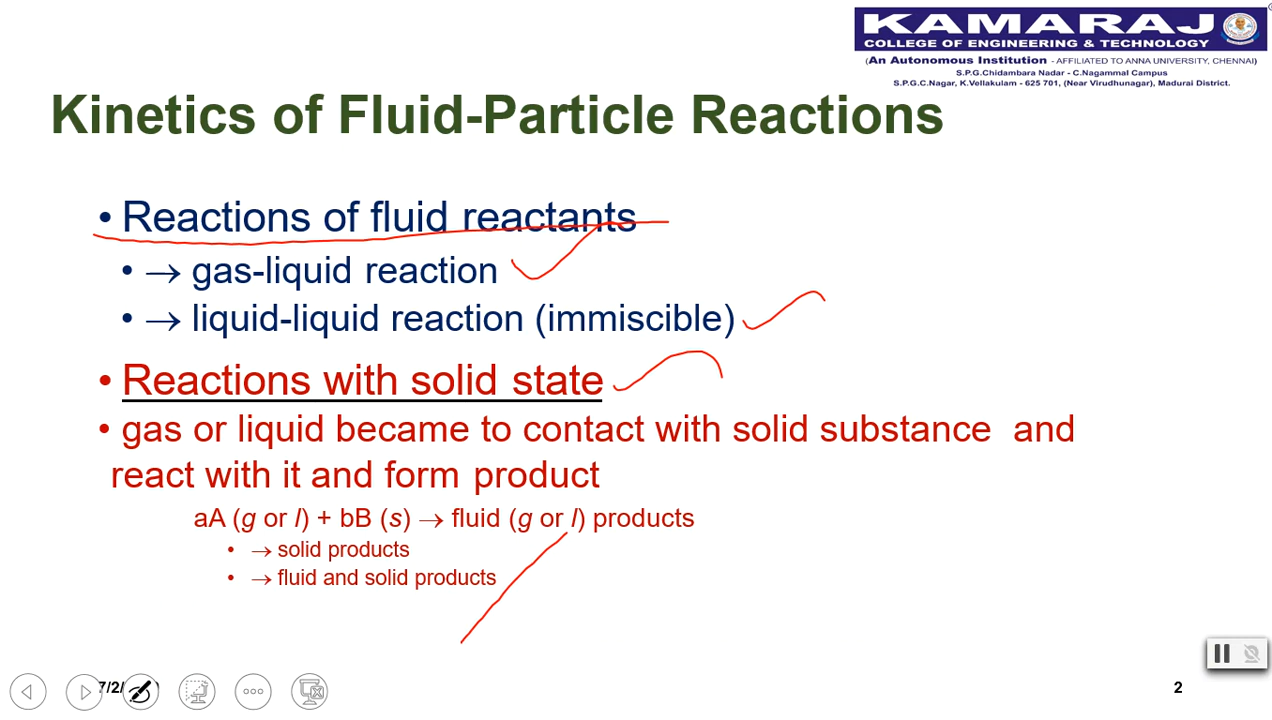 KAMARAJ
COLLEGE OF ENGINEERING & TECHNOLOGY
(An Autonomous Institution - AFFILIATED TO ANNA UNIVERSITY, CHENNAI)
S.P.G.Chidambara Nadar - C.Nagammal Campus
S.P.G.C.Nagar, K.Vellakulam - 625 701, (Near Virudhunagar), Madurai District.
Kinetics of Fluid-Particle Reactions
• Reactions of fluid reactants
• → gas-liquid reaction
• → liquid-liquid reaction (immiscible)
• Reactions with solid state
• gas or liquid became to contact with solid substance and
react with it and form product
aA (g or l) + bB (s) → fluid (g or l) products
• → solid products
• → fluid and solid products
7/2/
2